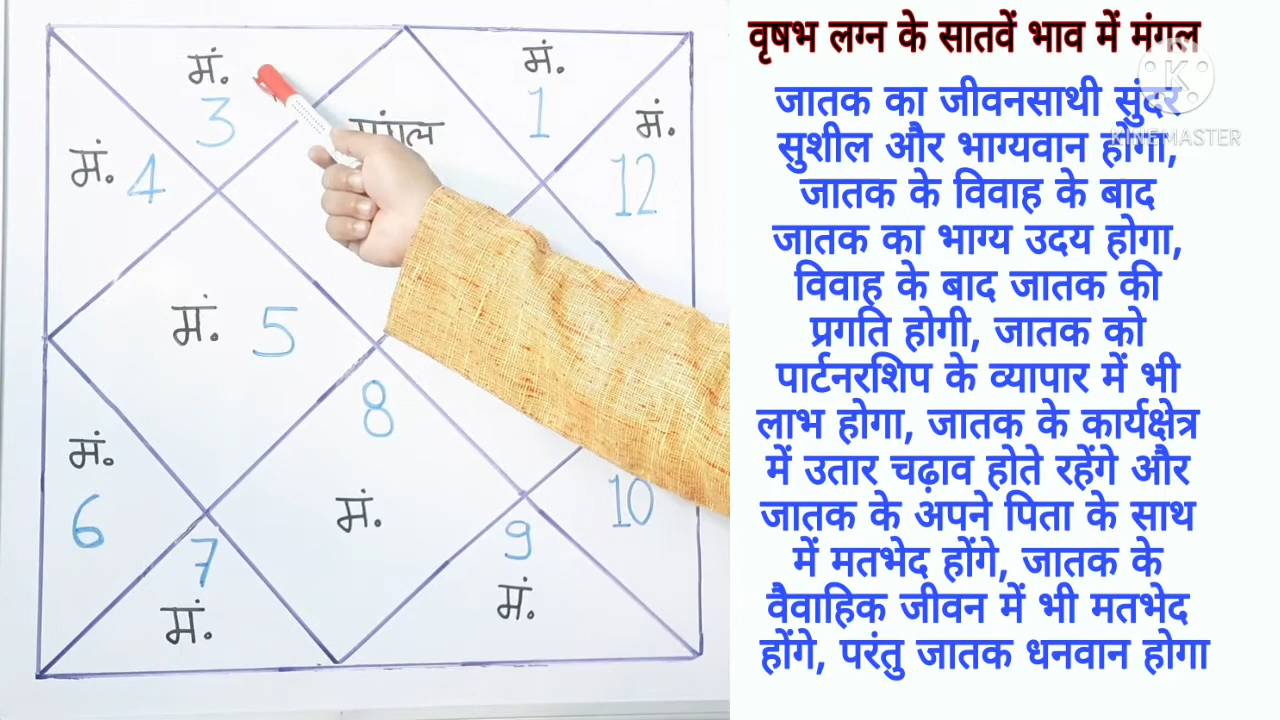 वृषभ लग्न के सातवें भाव में मंगल
जातक का जीवनसाथी सुंदर
सुशील और भाग्यवान होगा,
जातक के विवाह के बाद
जातक का भाग्य उदय होगा,
विवाह के बाद जातक की
प्रगति होगी, जातक को
पार्टनरशिप के व्यापार में भी
लाभ होगा, जातक के कार्यक्षेत्र
में उतार चढ़ाव होते रहेंगे और
जातक के अपने पिता के साथ
में मतभेद होंगे, जातक के
वैवाहिक जीवन में भी मतभेद
होंगे, परंतु जातक धनवान होगा
K
KINEMASTER
मं.
3
मं.
1
मं.
12
मंगल
मं. 4
मं. 5
8
मं.
मं.
6
7
मं.
9
मं.
10